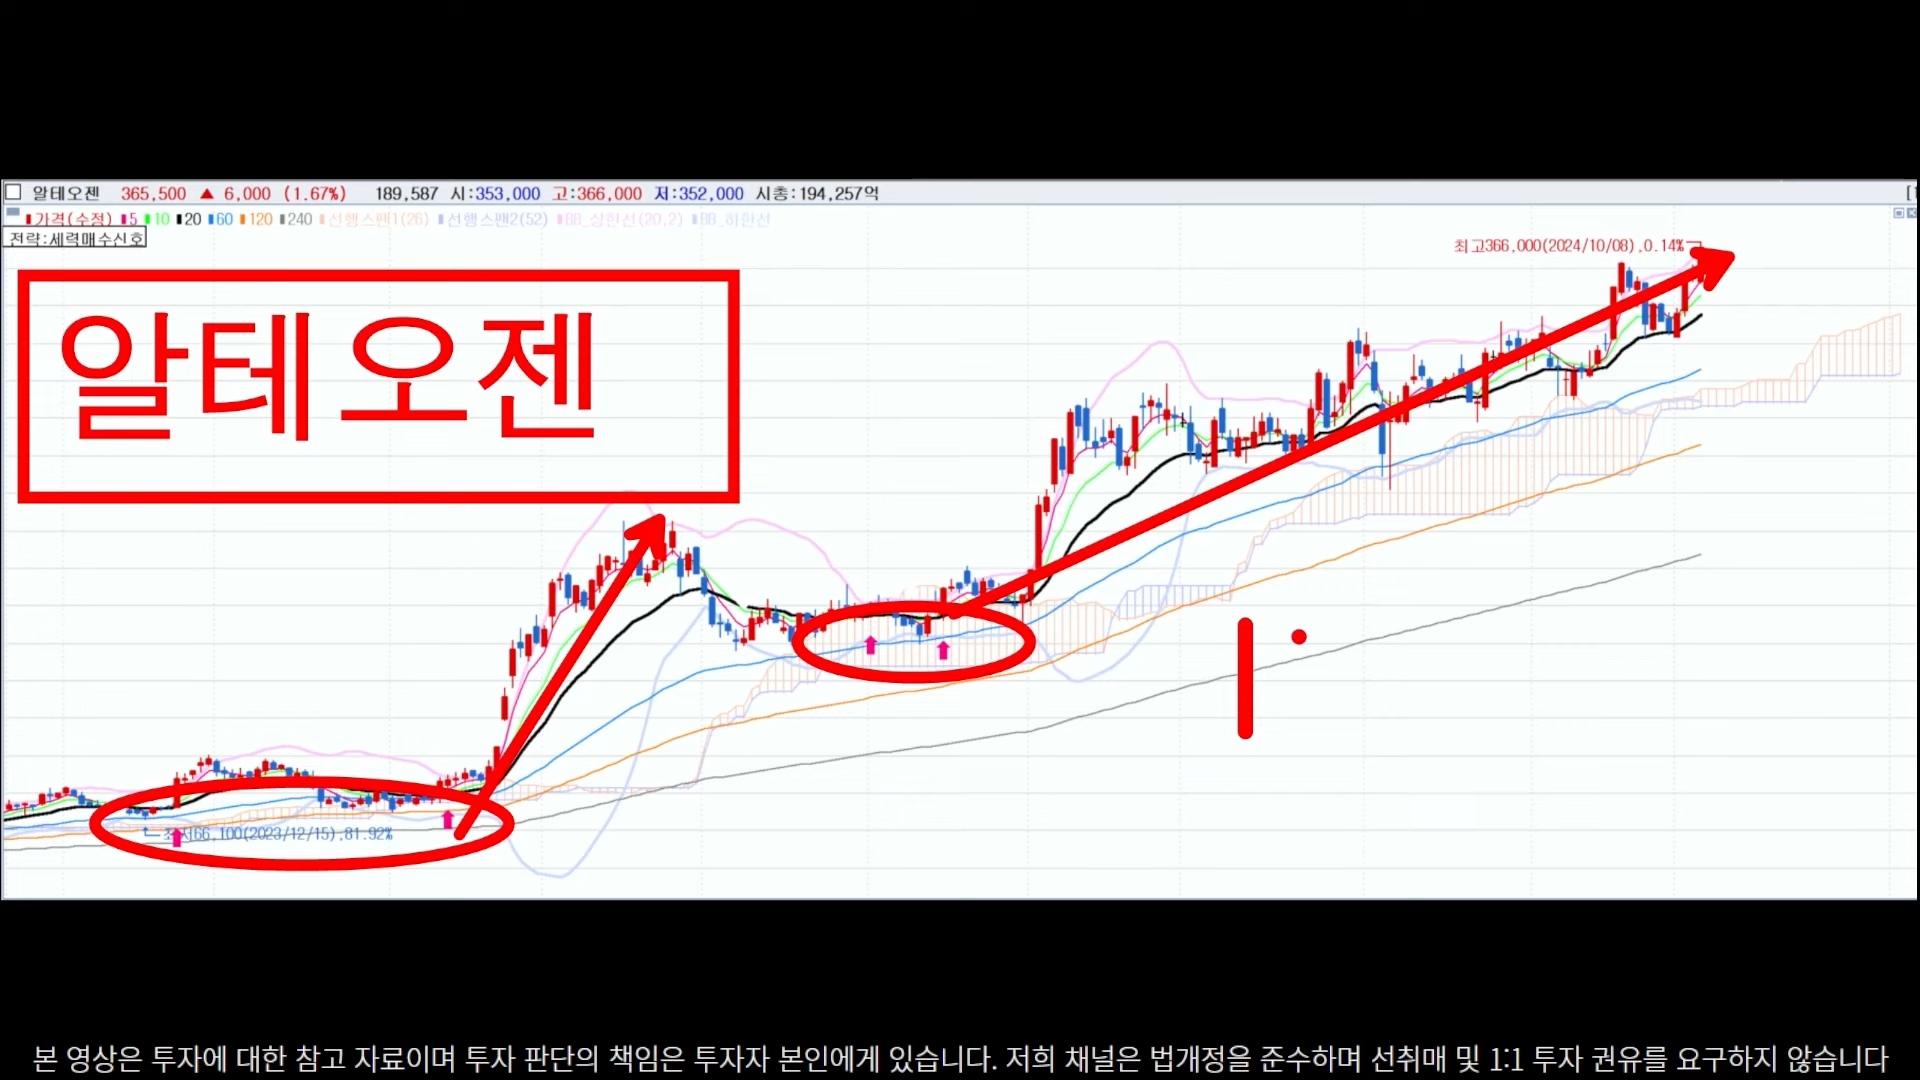 알테오젠 365,500 ▲ 6,000 (1.67%) 189,587 시:353,000 고:366,000 저:352,000 시총:194,257억
가격(수정) 5 10 20 60 120 240 선행스팬1(26) 선행스팬2(52) BB_상한선(20,2) BB_하한선
전략:세력매수신호
최고366,000(2024/10/08),0.14%
알테오젠
66,100(2023/12/15),81.92%
본 영상은 투자에 대한 참고 자료이며 투자 판단의 책임은 투자자 본인에게 있습니다. 저희 채널은 법개정을 준수하며 선취매 및 1:1 투자 권유를 요구하지 않습니다